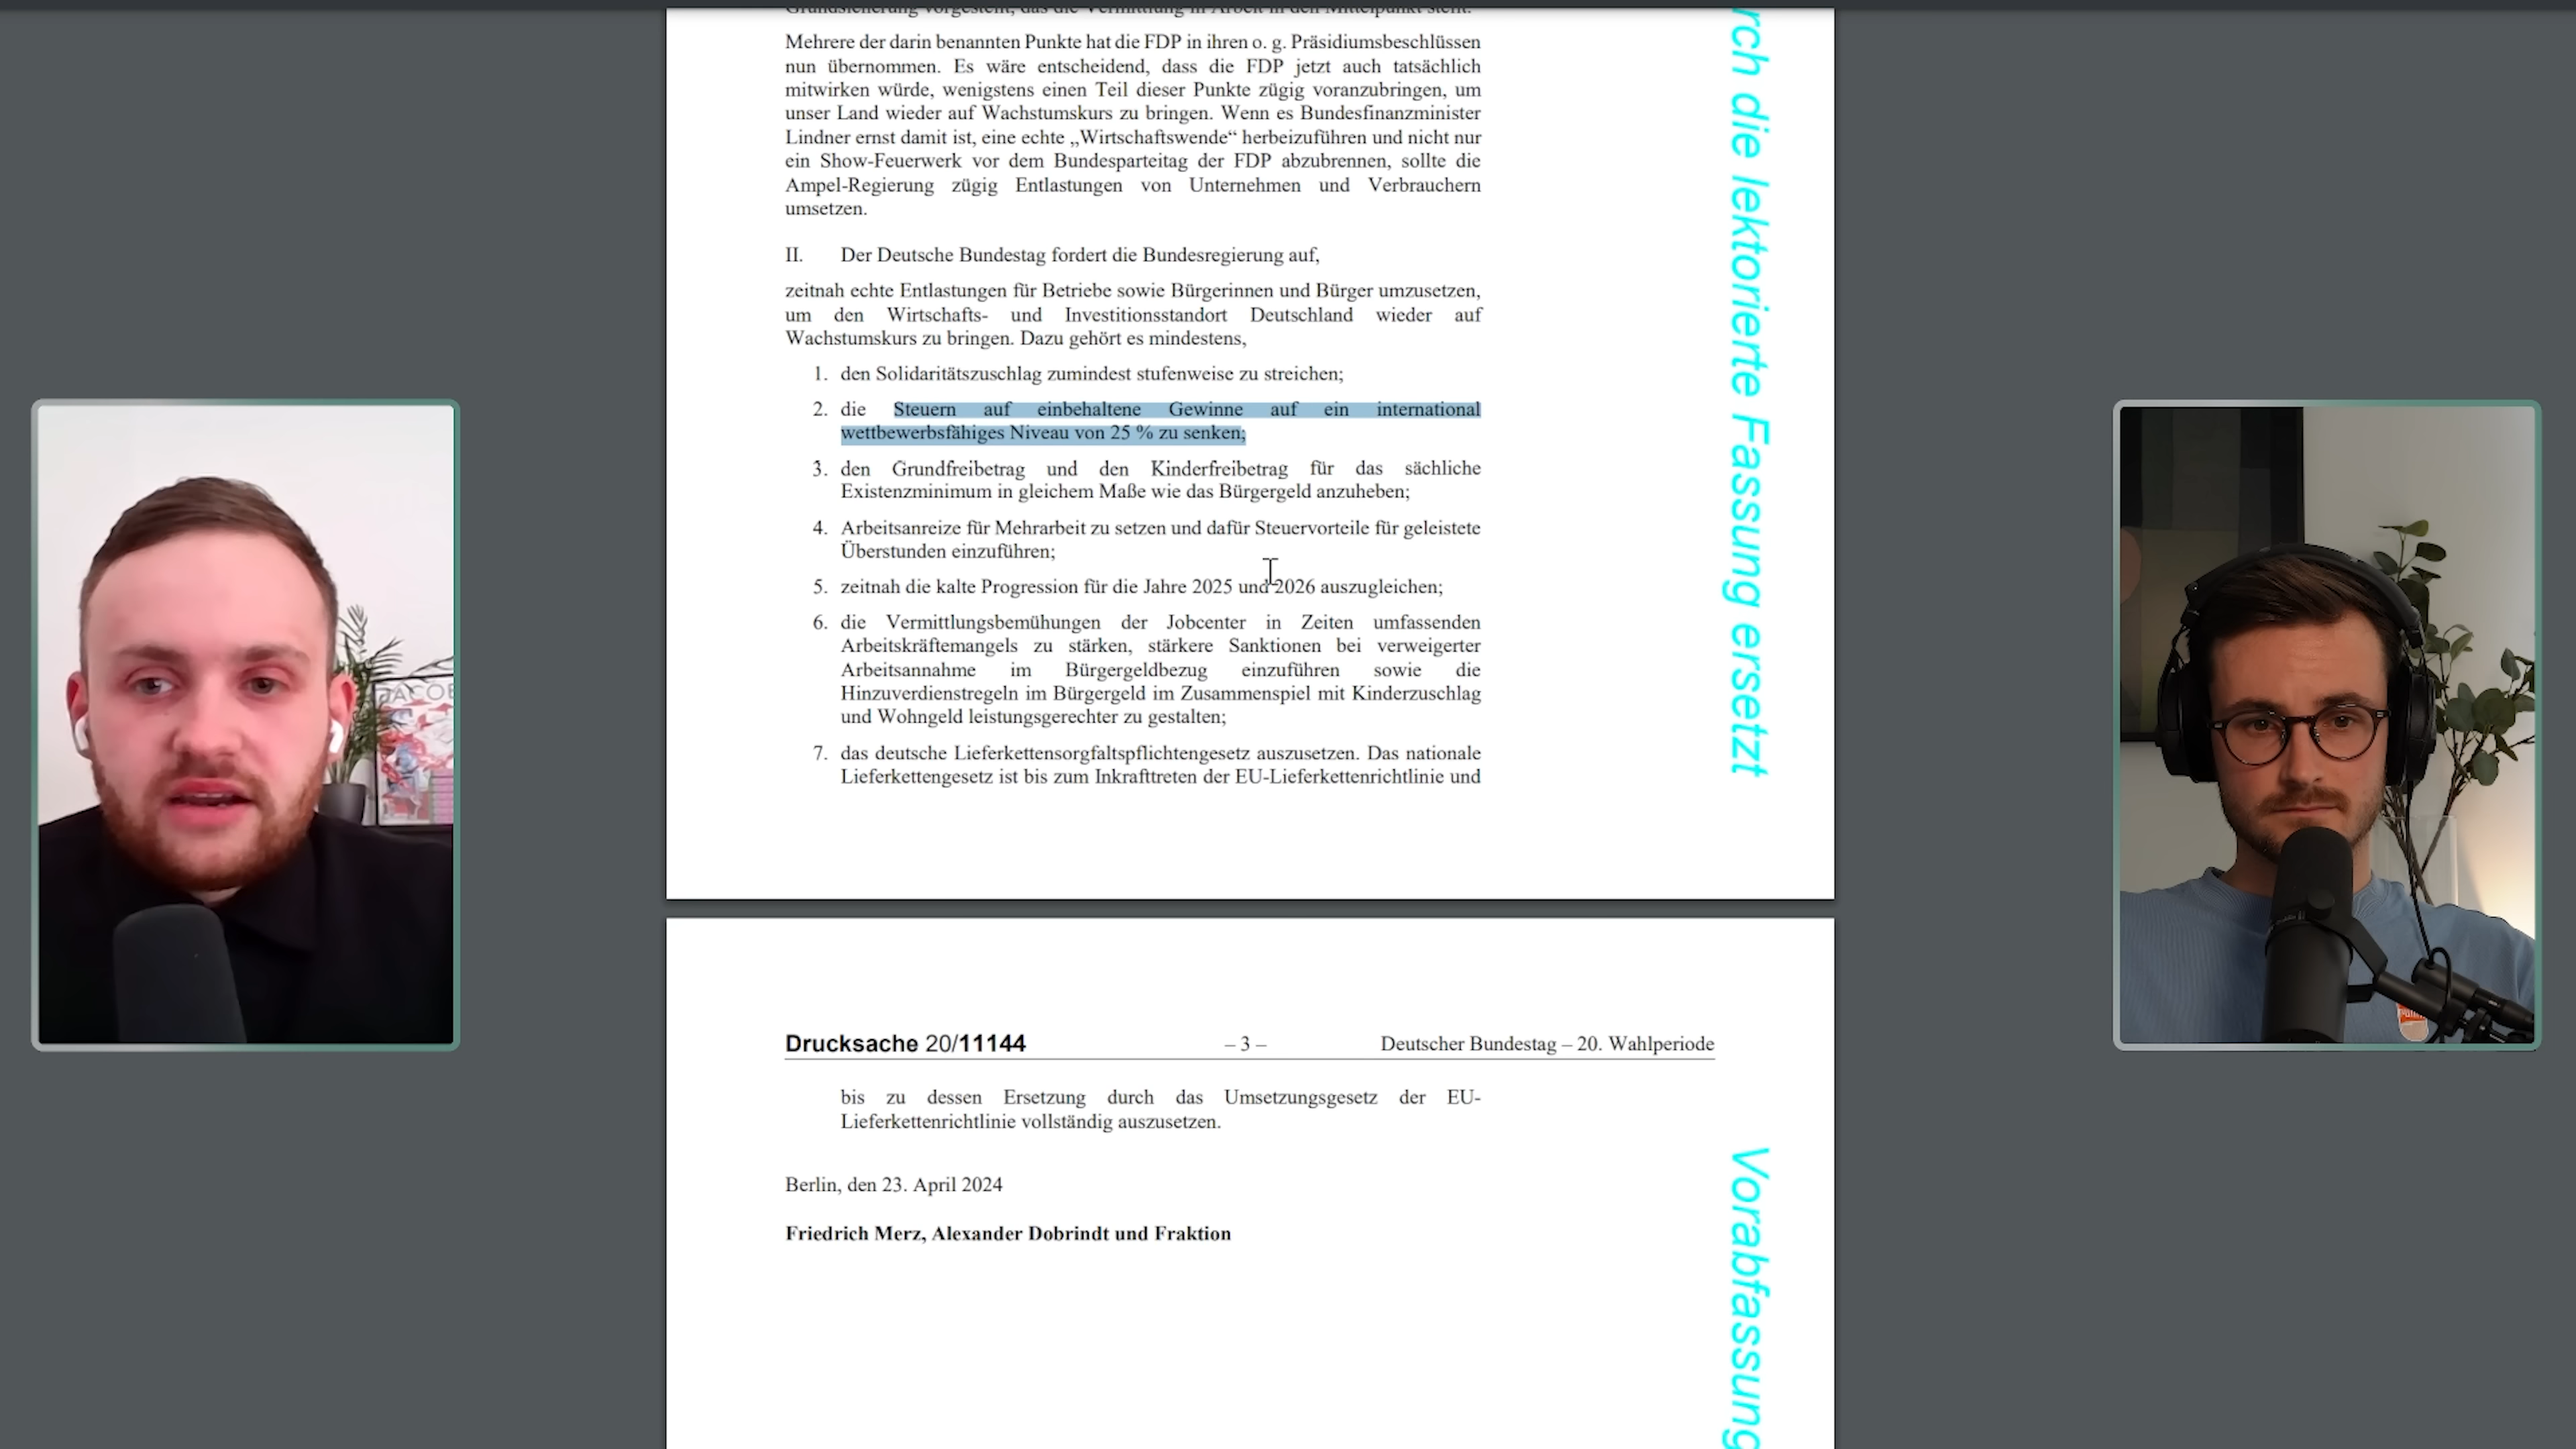 Grundsicherung vorgestellt, das die Vermittlung in Arbeit in den Mittelpunkt stellt.
Mehrere der darin benannten Punkte hat die FDP in ihren o. g. Präsidiumsbeschlüssen
nun übernommen. Es wäre entscheidend, dass die FDP jetzt auch tatsächlich
mitwirken würde, wenigstens einen Teil dieser Punkte zügig voranzubringen, um
unser Land wieder auf Wachstumskurs zu bringen. Wenn es Bundesfinanzminister
Lindner ernst damit ist, eine echte „Wirtschaftswende“ herbeizuführen und nicht nur
ein Show-Feuerwerk vor dem Bundesparteitag der FDP abzubrennen, sollte die
Ampel-Regierung zügig Entlastungen von Unternehmen und Verbrauchern
umsetzen.
II. Der Deutsche Bundestag fordert die Bundesregierung auf,
zeitnah echte Entlastungen für Betriebe sowie Bürgerinnen und Bürger umzusetzen,
um den Wirtschafts- und Investitionsstandort Deutschland wieder auf
Wachstumskurs zu bringen. Dazu gehört es mindestens,
1. den Solidaritätszuschlag zumindest stufenweise zu streichen;
2. die Steuern auf einbehaltene Gewinne auf ein international
wettbewerbsfähiges Niveau von 25 % zu senken;
3. den Grundfreibetrag und den Kinderfreibetrag für das sächliche
Existenzminimum in gleichem Maße wie das Bürgergeld anzuheben;
4. Arbeitsanreize für Mehrarbeit zu setzen und dafür Steuervorteile für geleistete
Überstunden einzuführen;
5. zeitnah die kalte Progression für die Jahre 2025 und 2026 auszugleichen;
6. die Vermittlungsbemühungen der Jobcenter in Zeiten umfassenden
Arbeitskräftemangels zu stärken, stärkere Sanktionen bei verweigerter
Arbeitsannahme im Bürgergeldbezug einzuführen sowie die
Hinzuverdienstregeln im Bürgergeld im Zusammenspiel mit Kinderzuschlag
und Wohngeld leistungsgerechter zu gestalten;
7. das deutsche Lieferkettensorgfaltspflichtengesetz auszusetzen. Das nationale
Lieferkettengesetz ist bis zum Inkrafttreten der EU-Lieferkettenrichtlinie und
rch die lektorierte Fassung ersetzt
Drucksache 20/11144 – 3 – Deutscher Bundestag – 20. Wahlperiode
bis zu dessen Ersetzung durch das Umsetzungsgesetz der EU-
Lieferkettenrichtlinie vollständig auszusetzen.
Berlin, den 23. April 2024
Friedrich Merz, Alexander Dobrindt und Fraktion
Vorabfassung
JACOB